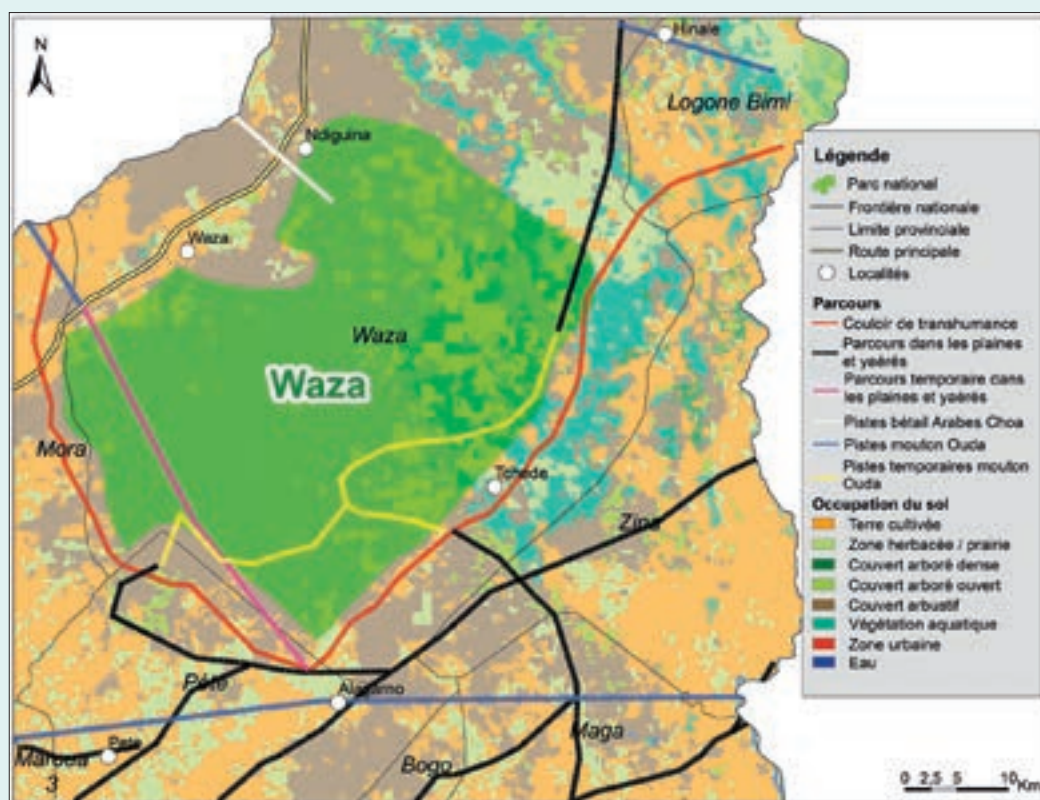 N
Hinale
Logone Birni
Ndiguina
Waza
Waza
Waza
Mora
Tchede
Zina
Pété
Alagarno
Pete
Maroua
3
Bogo
Maga
Légende
Parc national
Frontière nationale
Limite provinciale
Route principale
Localités
Parcours
Couloir de transhumance
Parcours dans les plaines
et yaérés
Parcours temporaire dans
les plaines et yaérés
Pistes bétail Arabes Choa
Pistes mouton Ouda
Pistes temporaires mouton
Ouda
Occupation du sol
Terre cultivée
Zone herbacée / prairie
Couvert arboré dense
Couvert arboré ouvert
Couvert arbustif
Végétation aquatique
Zone urbaine
Eau
0 2,5 5 10 Km